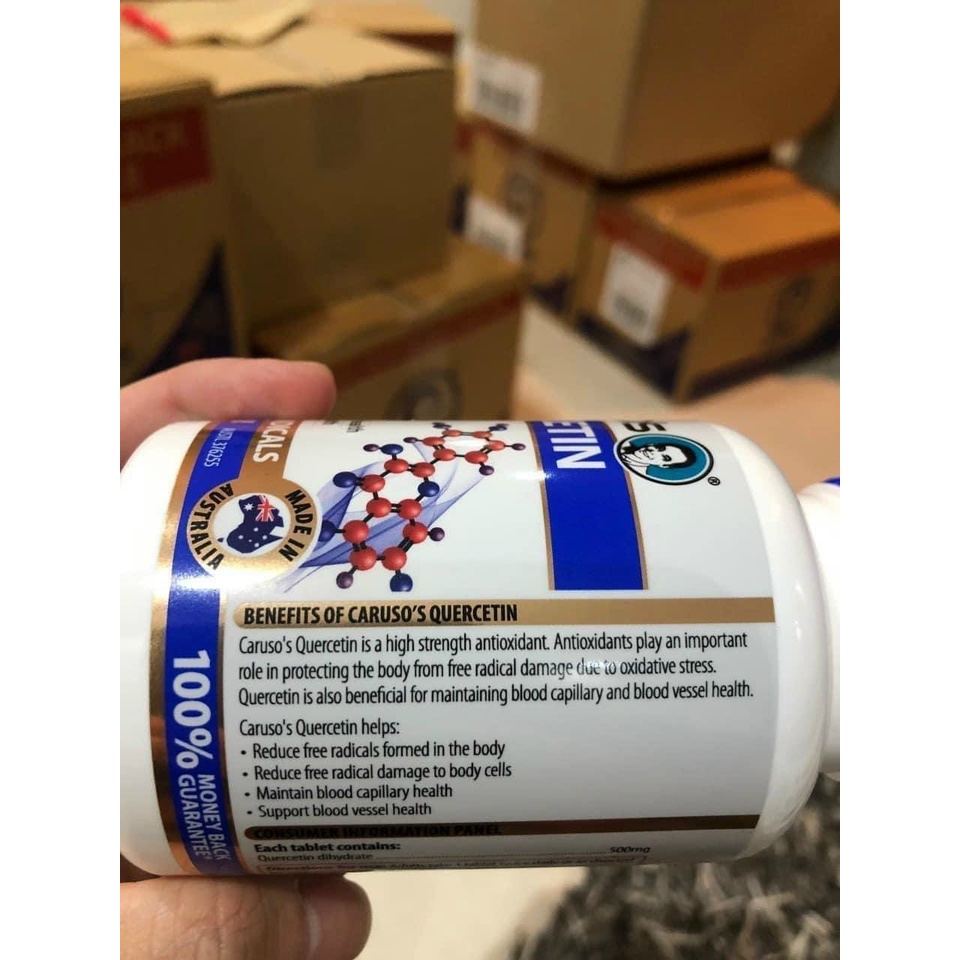 S
ETIN
®
DICALS
AUSTL 376255
MADE IN
AUSTRALIA
100%
MONEY BACK
GUARANTEE*
BENEFITS OF CARUSO'S QUERCETIN
Caruso's Quercetin is a high strength antioxidant. Antioxidants play an important
role in protecting the body from free radical damage due to oxidative stress.
Quercetin is also beneficial for maintaining blood capillary and blood vessel health.
Caruso's Quercetin helps:
• Reduce free radicals formed in the body
• Reduce free radical damage to body cells
• Maintain blood capillary health
• Support blood vessel health
CONSUMER INFORMATION PANEL
Each tablet contains:
Quercetin dihydrate 500mg